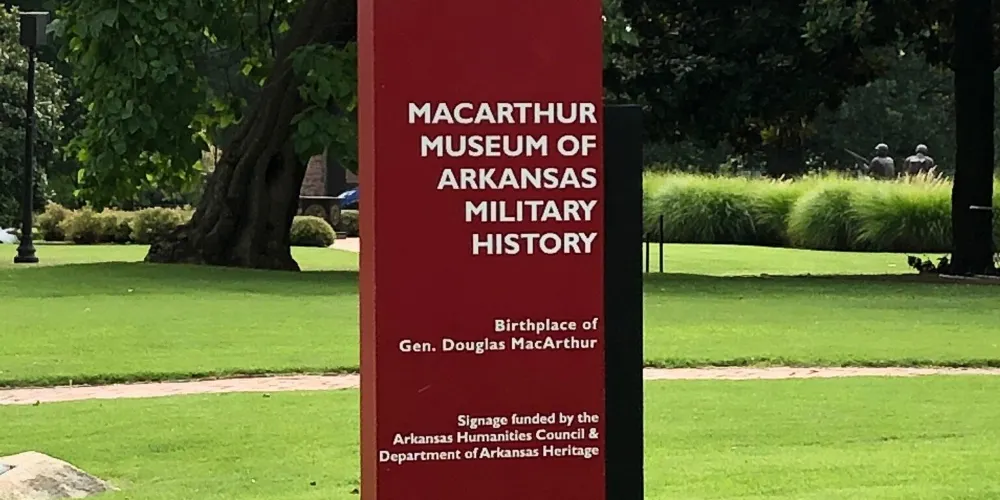 MACARTHUR
MUSEUM OF
ARKANSAS
MILITARY
HISTORY
Birthplace of
Gen. Douglas MacArthur
Signage funded by the
Arkansas Humanities Council &
Department of Arkansas Heritage